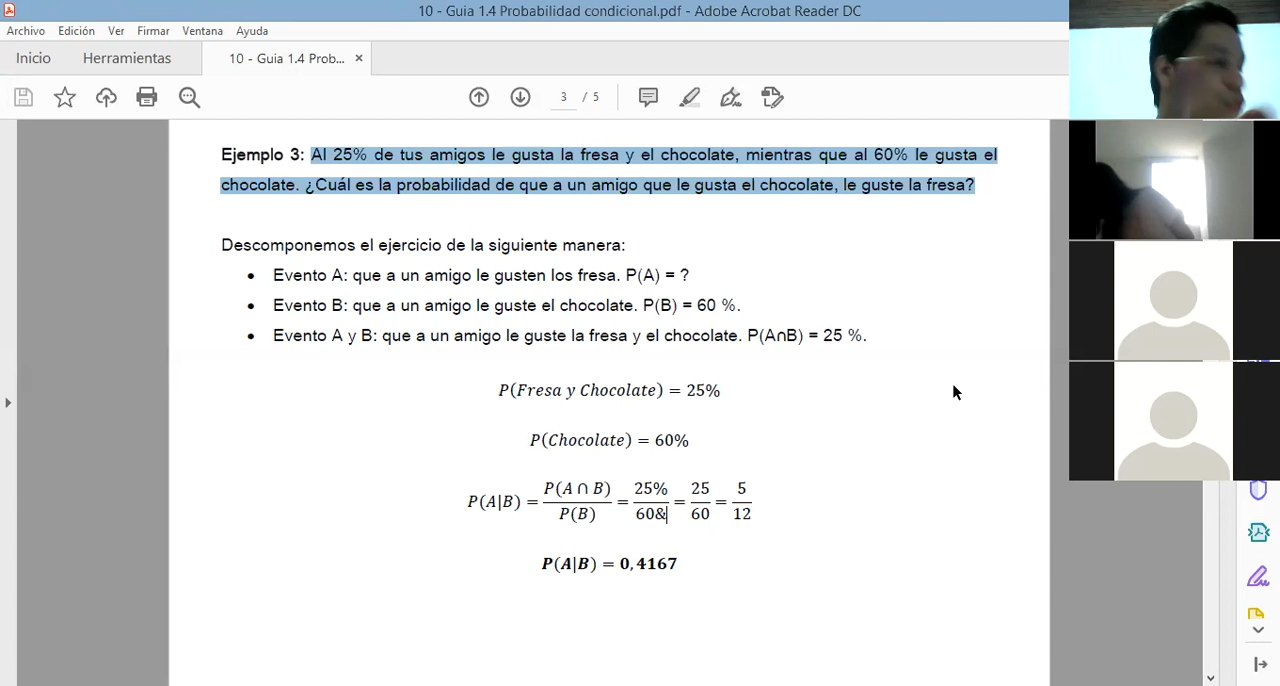 10 - Guia 1.4 Probabilidad condicional.pdf - Adobe Acrobat Reader DC
Archivo Edición Ver Firmar Ventana Ayuda
Inicio Herramientas 10 - Guia 1.4 Prob... ×
3 / 5
Ejemplo 3: Al 25% de tus amigos le gusta la fresa y el chocolate, mientras que al 60% le gusta el
chocolate. ¿Cuál es la probabilidad de que a un amigo que le gusta el chocolate, le guste la fresa?
Descomponemos el ejercicio de la siguiente manera:
• Evento A: que a un amigo le gusten los fresa. P(A) = ?
• Evento B: que a un amigo le guste el chocolate. P(B) = 60 %.
• Evento A y B: que a un amigo le guste la fresa y el chocolate. P(A∩B) = 25 %.
P(Fresa y Chocolate) = 25%
P(Chocolate) = 60%
P(A|B) = P(A ∩ B) / P(B) = 25% / 60&| = 25 / 60 = 5 / 12
P(A|B) = 0,4167